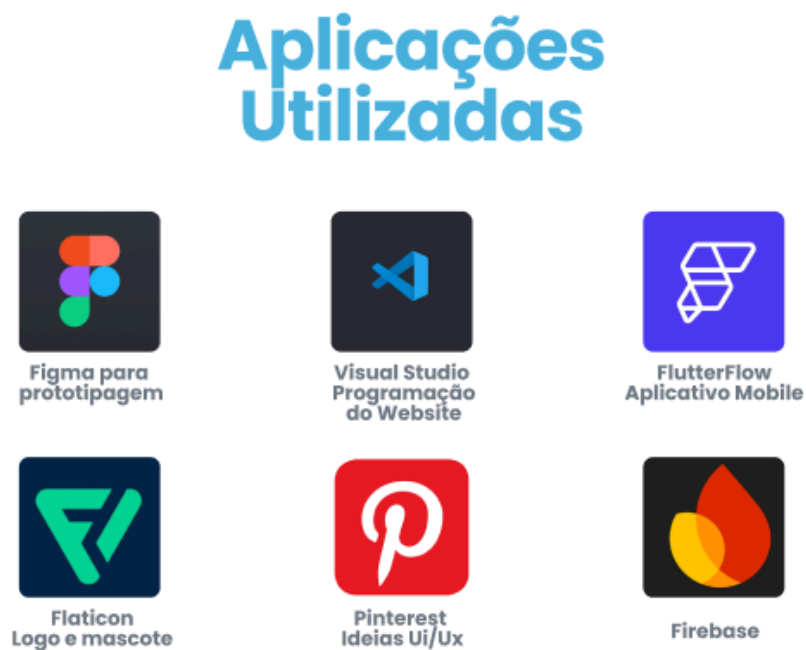 Aplicações
Utilizadas
Figma para
prototipagem
Visual Studio
Programação
do Website
FlutterFlow
Aplicativo Mobile
Flaticon
Logo e mascote
Pinterest
Ideias Ui/Ux
Firebase